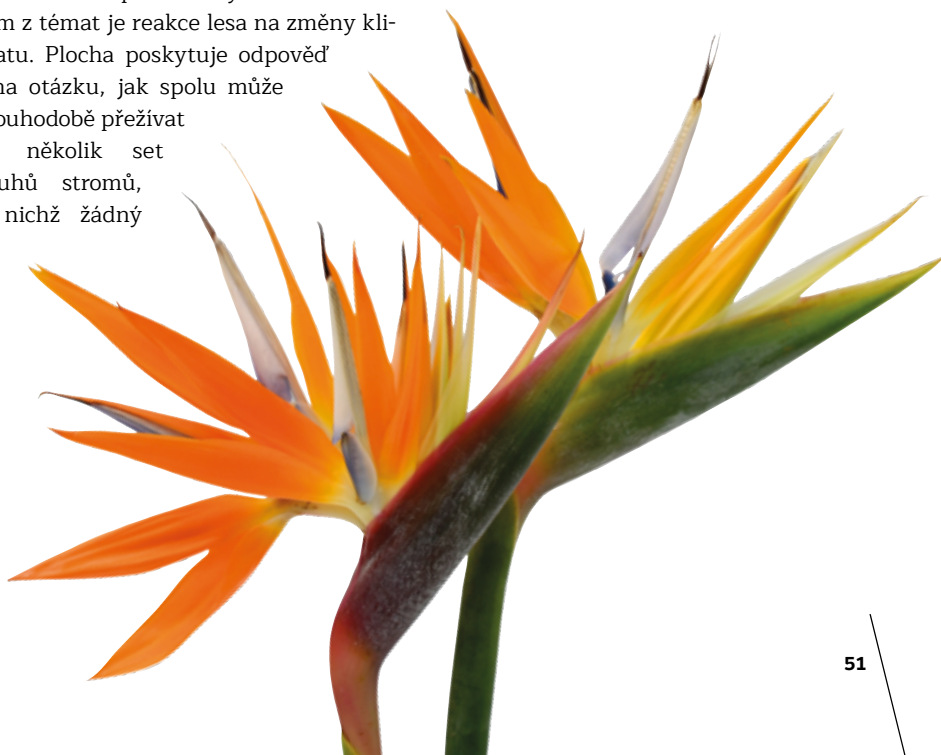 m z témat je reakce lesa na změny kli-
atu. Plocha poskytuje odpověď
na otázku, jak spolu může
ouhodobě přežívat
několik set
uhů stromů,
nichž žádný
51